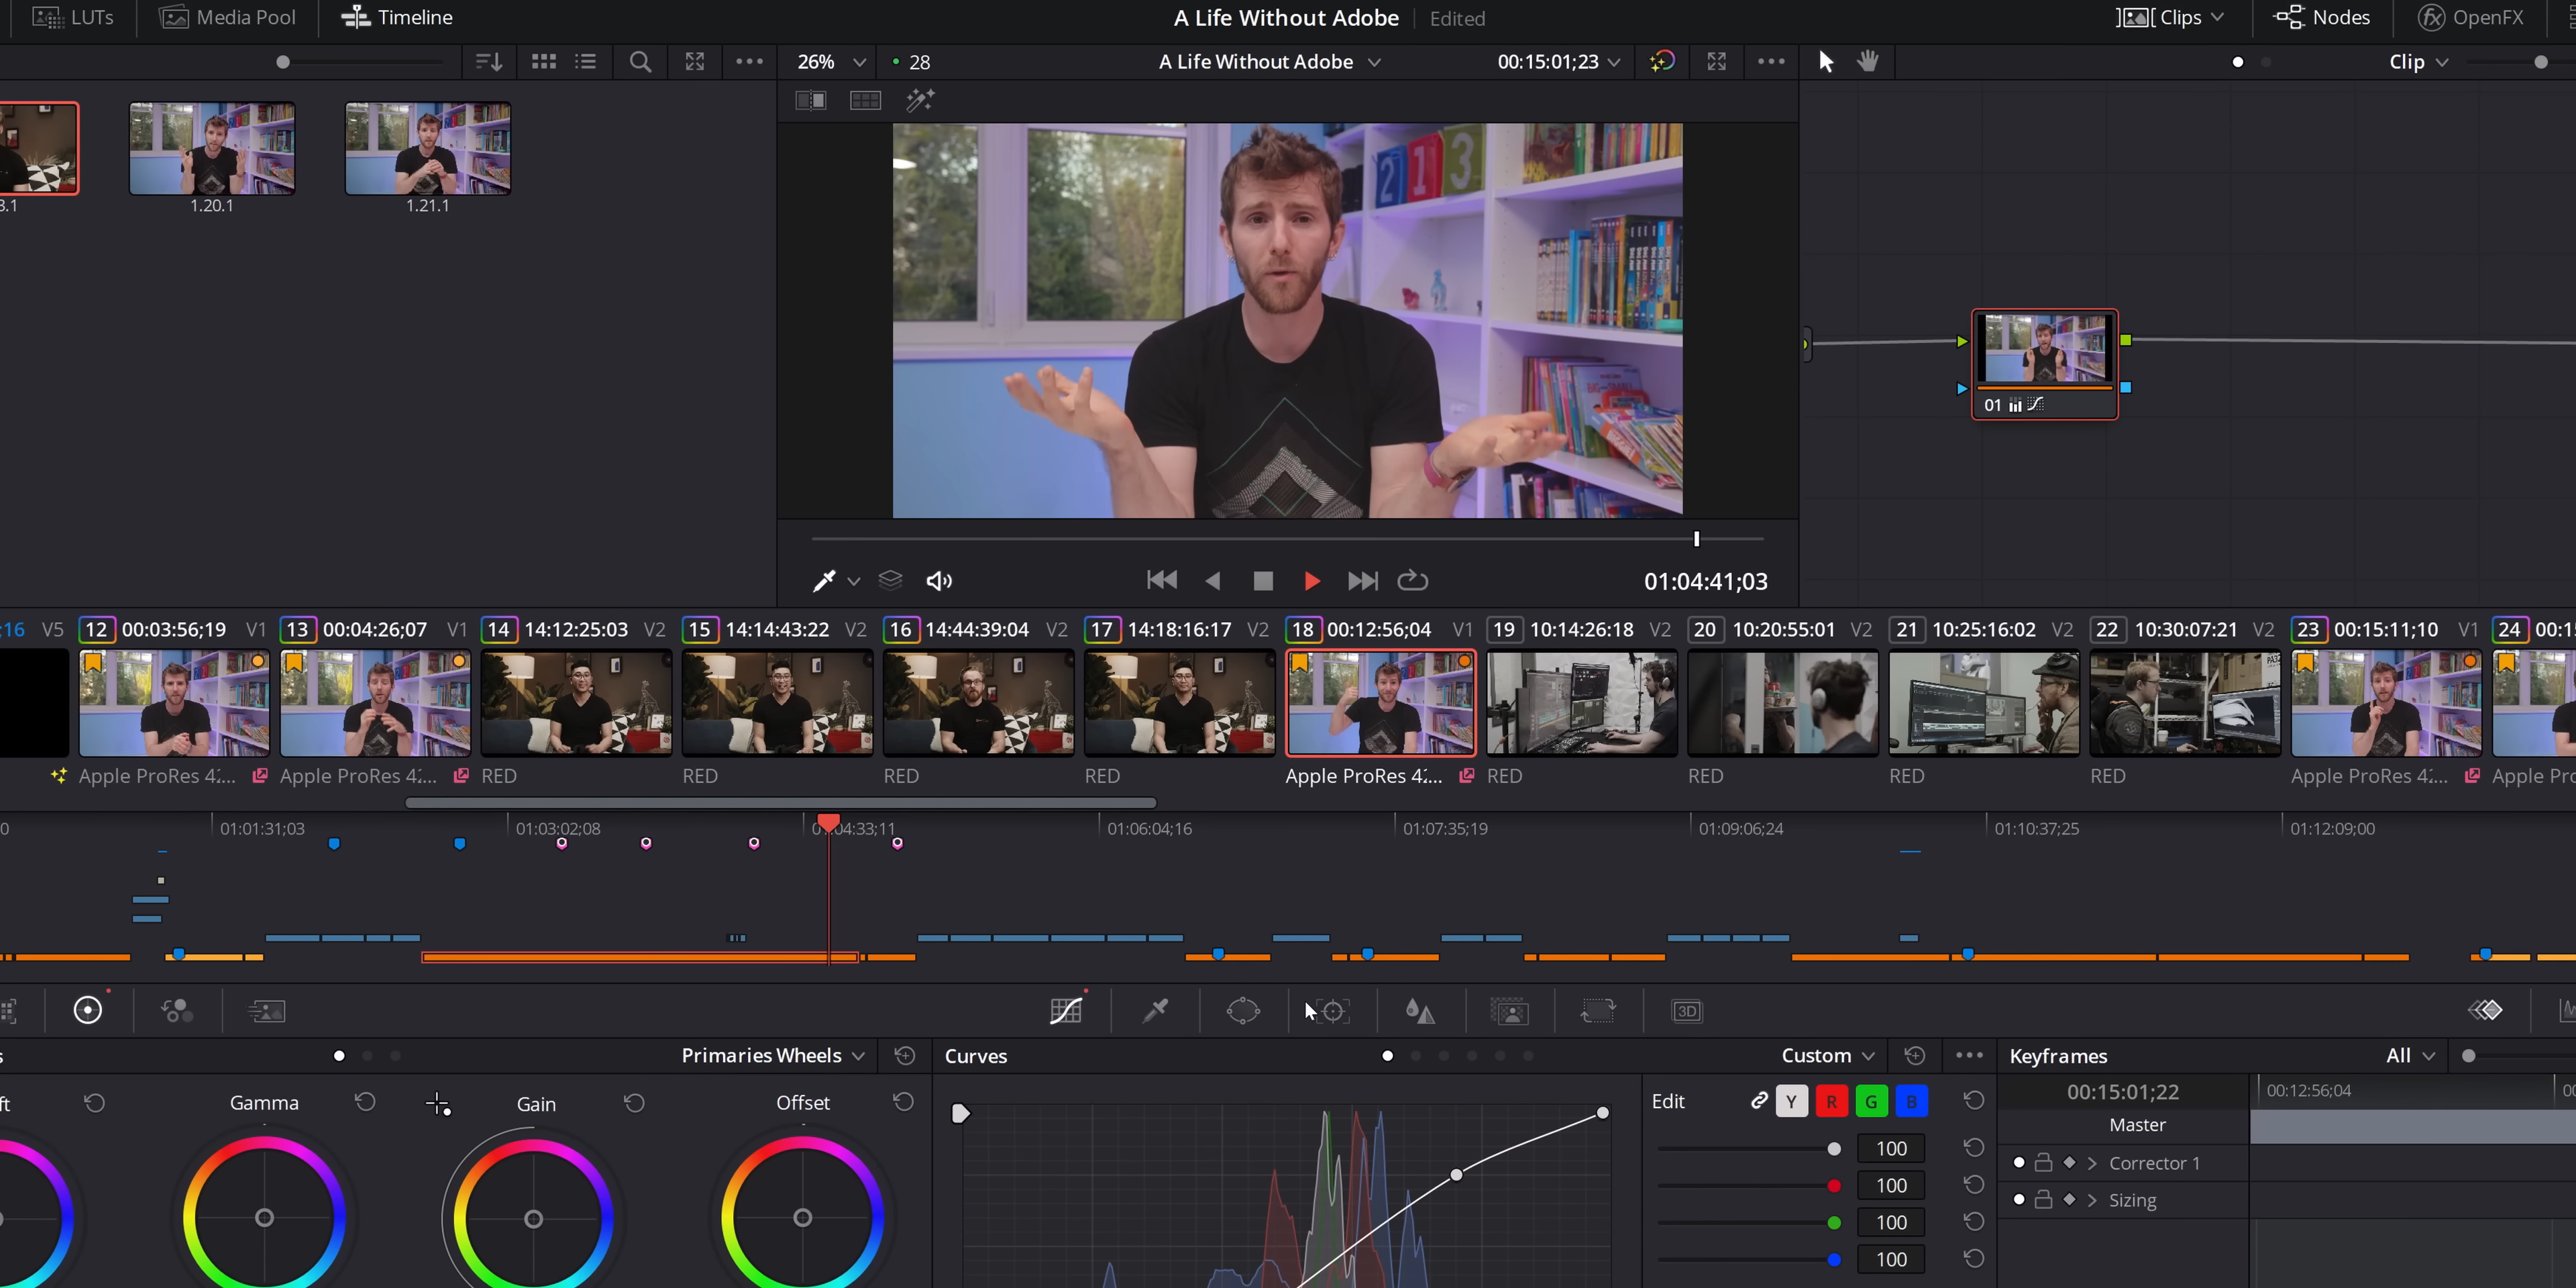 LUTs Media Pool Timeline A Life Without Adobe Edited Clips Nodes OpenFX
26% 28 A Life Without Adobe 00:15:01;23 Clip
3.1 1.20.1 1.21.1
213
01
01:04:41;03
;16 V5 12 00:03:56;19 V1 13 00:04:26;07 V1 14 14:12:25:03 V2 15 14:14:43:22 V2 16 14:44:39:04 V2 17 14:18:16:17 V2 18 00:12:56;04 V1 19 10:14:26:18 V2 20 10:20:55:01 V2 21 10:25:16:02 V2 22 10:30:07:21 V2 23 00:15:11;10 V1 24 00:1
Apple ProRes 42... Apple ProRes 42... RED RED RED RED Apple ProRes 42... RED RED RED RED Apple ProRes 42... Apple Pro
0 01:01:31;03 01:03:02;08 01:04:33;11 01:06:04;16 01:07:35;19 01:09:06;24 01:10:37;25 01:12:09;00
3D
s Primaries Wheels Curves Custom Keyframes All
ft Gamma Gain Offset Edit Y R G B 00:15:01;22 00:12:56;04 00
Master
100
Corrector 1
100
Sizing
100
100